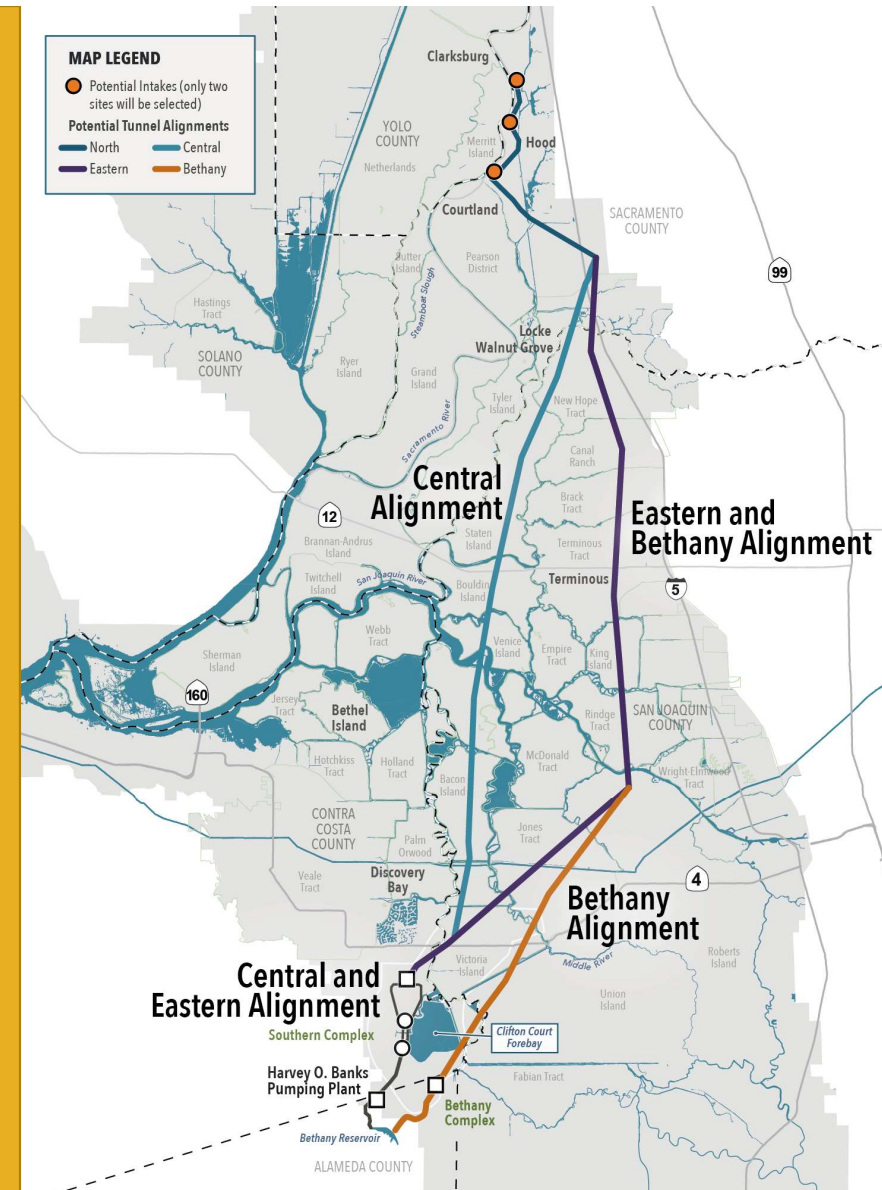 MAP LEGEND
Potential Intakes (only two
sites will be selected)
Potential Tunnel Alignments
North
Central
Eastern
Bethany
Clarksburg
YOLO
COUNTY
Netherlands
Merritt
Island
Hood
Courtland
SACRAMENTO
COUNTY
Sutter
Island
Pearson
District
99
Hastings
Tract
Steamboat Slough
SOLANO
COUNTY
Locke
Walnut Grove
Ryer
Island
Grand
Island
Tyler
Island
New Hope
Tract
Sacramento River
Canal
Ranch
Central
Alignment
Brack
Tract
12
Eastern and
Bethany Alignment
Brannan-Andrus
Island
Staten
Island
Terminous
Tract
Twitchell
Island
San Joaquin River
Bouldin
Island
Terminous
5
Webb
Tract
Venice
Island
Empire
Tract
King
Island
Sherman
Island
160
Jersey
Tract
Bethel
Island
Rindge
Tract
SAN JOAQUIN
COUNTY
Hotchkiss
Tract
Holland
Tract
Bacon
Island
McDonald
Tract
Wright-Elmwood
Tract
CONTRA
COSTA
COUNTY
Palm
Orwood
Jones
Tract
Veale
Tract
Discovery
Bay
4
Bethany
Alignment
Middle River
Roberts
Island
Victoria
Island
Central and
Eastern Alignment
Union
Island
Southern Complex
Clifton Court
Forebay
Harvey O. Banks
Pumping Plant
Fabian Tract
Bethany
Complex
Bethany Reservoir
ALAMEDA COUNTY